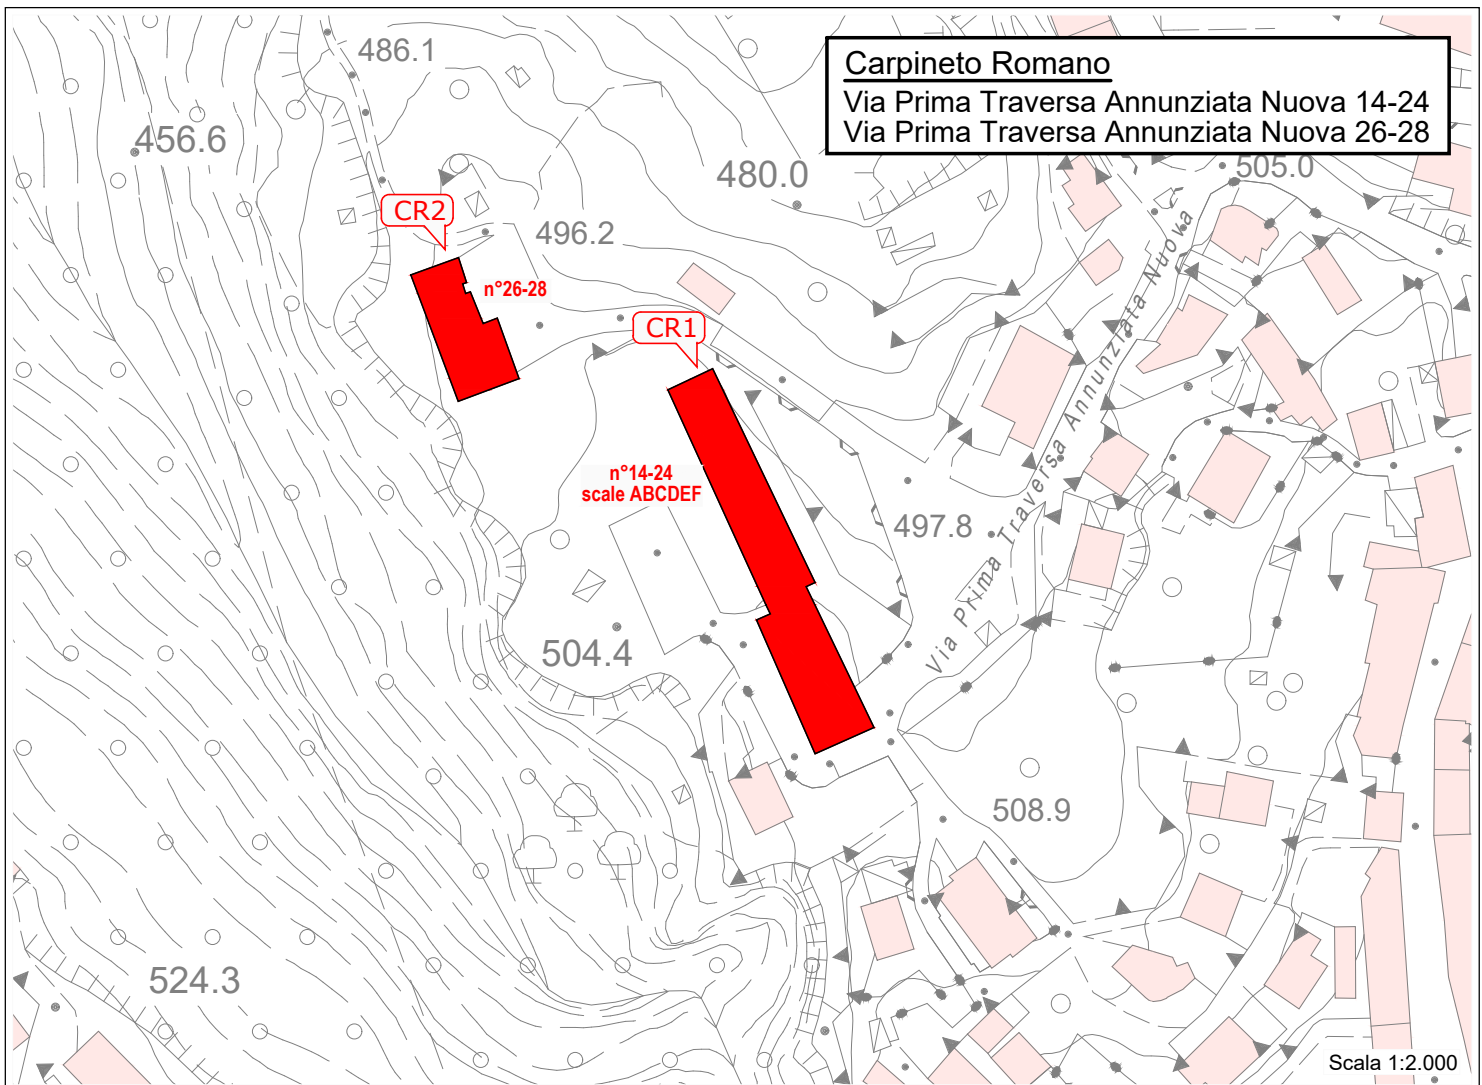 486.1
Carpineto Romano
Via Prima Traversa Annunziata Nuova 14-24
Via Prima Traversa Annunziata Nuova 26-28
456.6
480.0
505.0
CR2
496.2
n°26-28
CR1
n°14-24
scale ABCDEF
497.8
Via Prima Traversa Annunziata Nuova
504.4
508.9
524.3
Scala 1:2.000